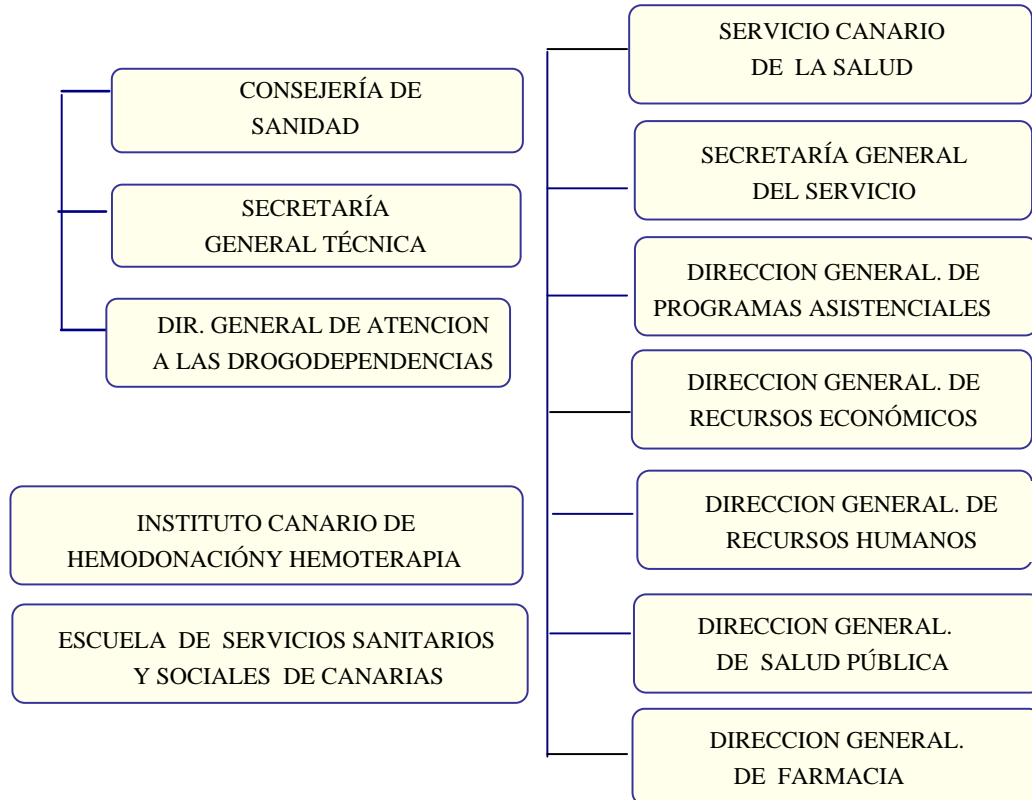 CONSEJERÍA DE
SANIDAD
SECRETARÍA
GENERAL TÉCNICA
DIR. GENERAL DE ATENCION
A LAS DROGODEPENDENCIAS
INSTITUTO CANARIO DE
HEMODONACIÓNY HEMOTERAPIA
ESCUELA DE SERVICIOS SANITARIOS
Y SOCIALES DE CANARIAS
SERVICIO CANARIO
DE LA SALUD
SECRETARÍA GENERAL
DEL SERVICIO
DIRECCION GENERAL. DE
PROGRAMAS ASISTENCIALES
DIRECCION GENERAL. DE
RECURSOS ECONÓMICOS
DIRECCION GENERAL. DE
RECURSOS HUMANOS
DIRECCION GENERAL.
DE SALUD PÚBLICA
DIRECCION GENERAL.
DE FARMACIA